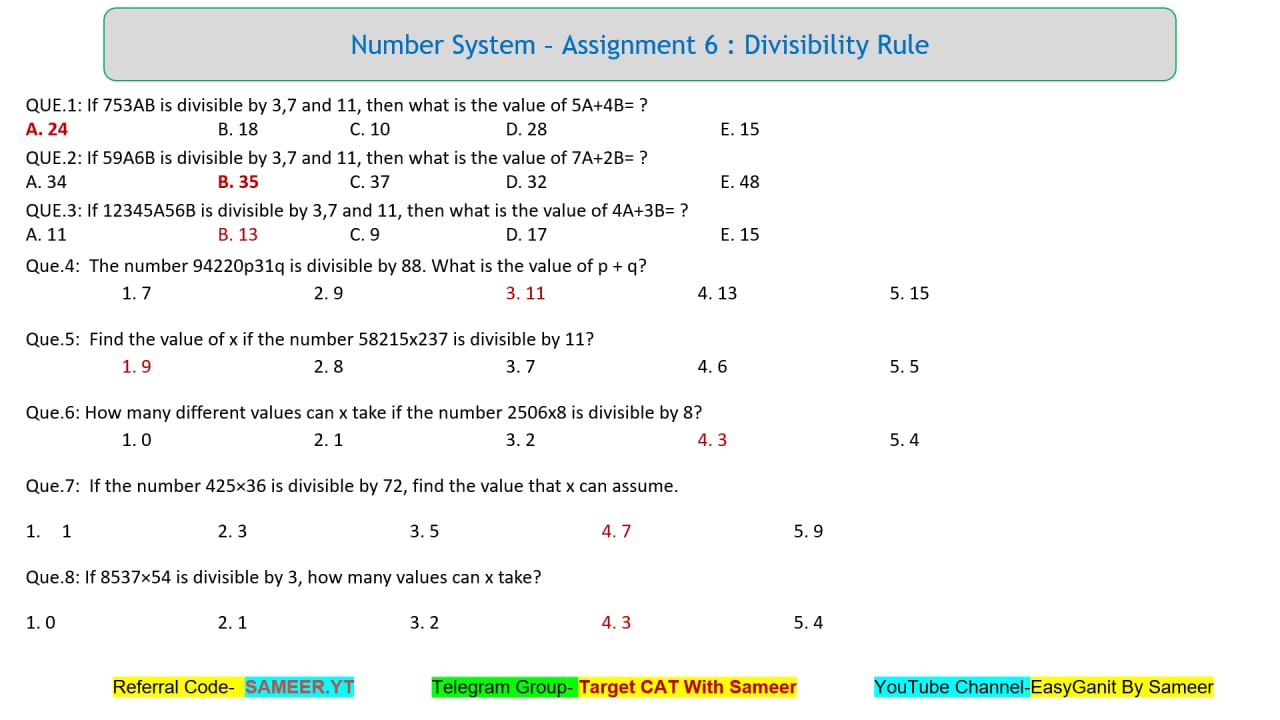 Number System - Assignment 6 : Divisibility Rule
QUE.1: If 753AB is divisible by 3,7 and 11, then what is the value of 5A+4B= ?
A. 24 B. 18 C. 10 D. 28 E. 15
QUE.2: If 59A6B is divisible by 3,7 and 11, then what is the value of 7A+2B= ?
A. 34 B. 35 C. 37 D. 32 E. 48
QUE.3: If 12345A56B is divisible by 3,7 and 11, then what is the value of 4A+3B= ?
A. 11 B. 13 C. 9 D. 17 E. 15
Que.4: The number 94220p31q is divisible by 88. What is the value of p + q?
1. 7 2. 9 3. 11 4. 13 5. 15
Que.5: Find the value of x if the number 58215x237 is divisible by 11?
1. 9 2. 8 3. 7 4. 6 5. 5
Que.6: How many different values can x take if the number 2506x8 is divisible by 8?
1. 0 2. 1 3. 2 4. 3 5. 4
Que.7: If the number 425×36 is divisible by 72, find the value that x can assume.
1. 1 2. 3 3. 5 4. 7 5. 9
Que.8: If 8537×54 is divisible by 3, how many values can x take?
1. 0 2. 1 3. 2 4. 3 5. 4
Referral Code- SAMEER.YT Telegram Group- Target CAT With Sameer YouTube Channel-EasyGanit By Sameer